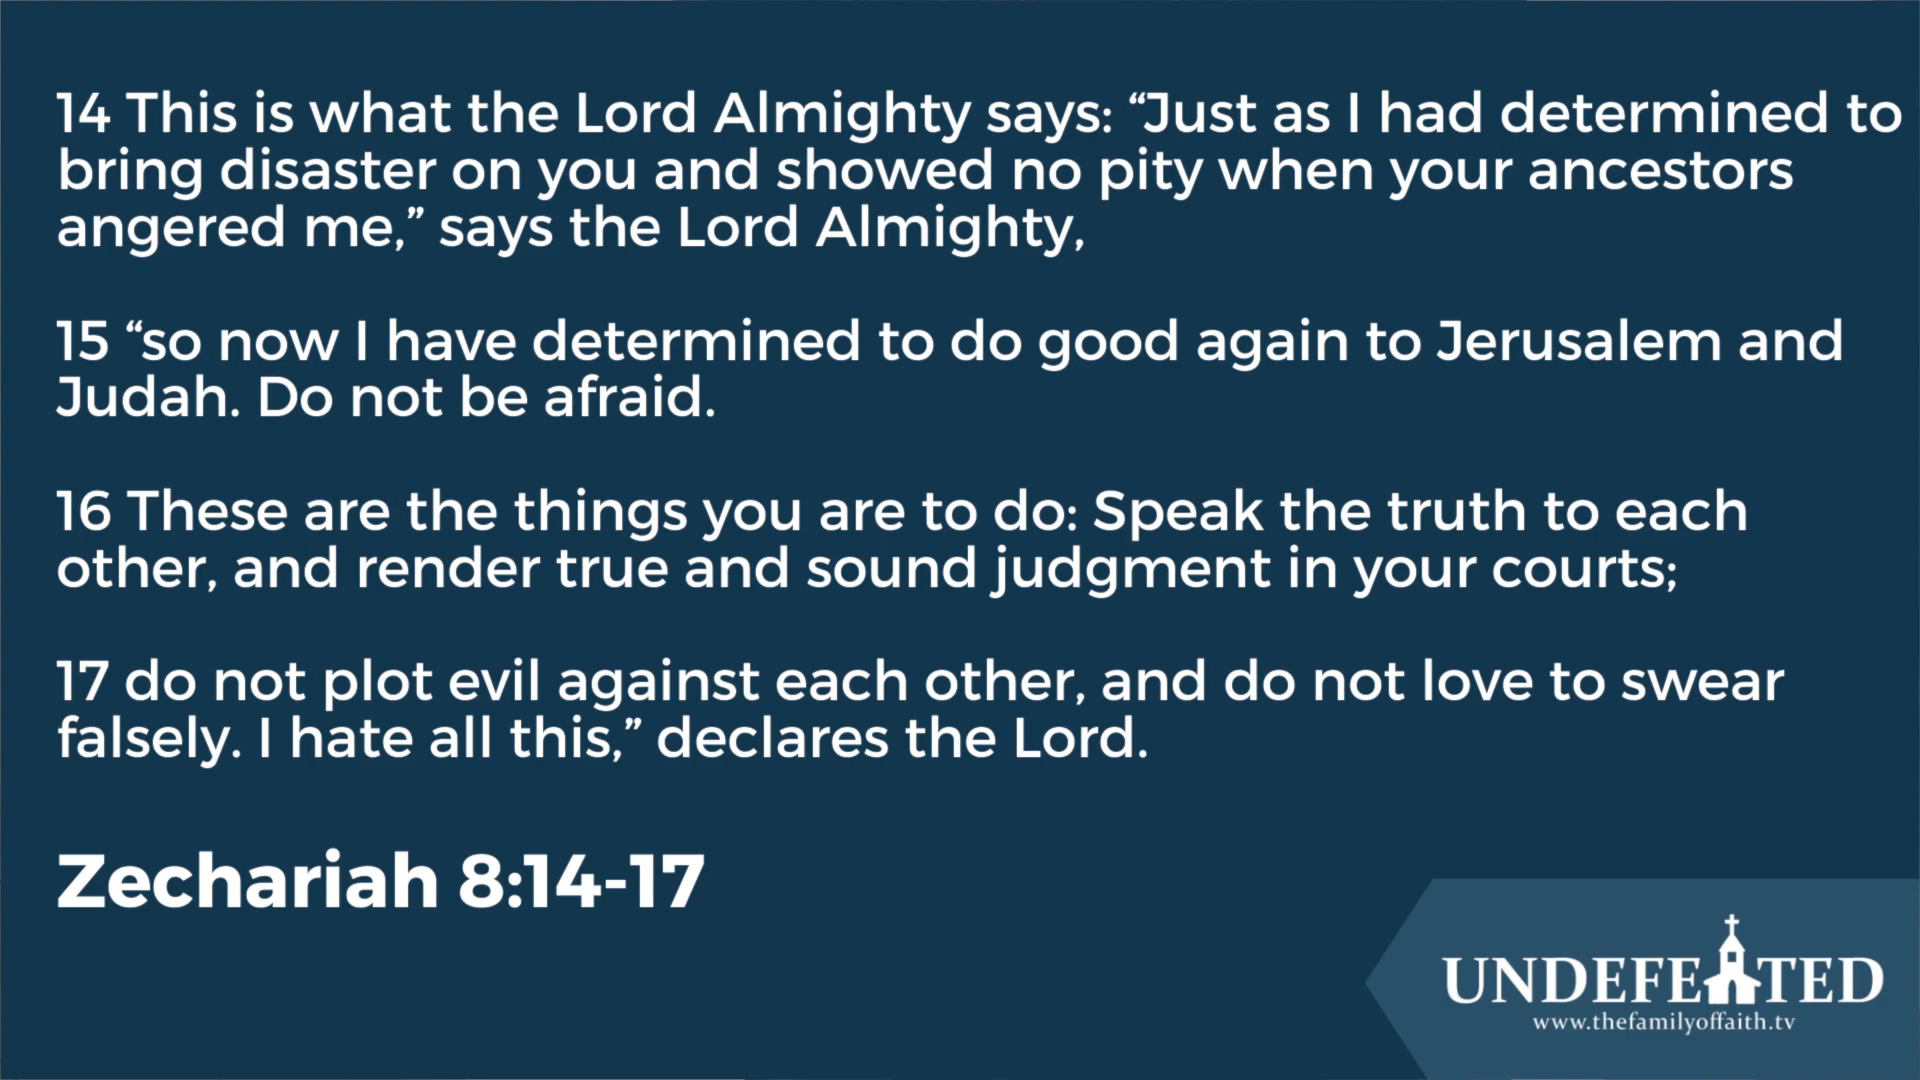 14 This is what the Lord Almighty says: “Just as I had determined to
bring disaster on you and showed no pity when your ancestors
angered me,” says the Lord Almighty,
15 “so now I have determined to do good again to Jerusalem and
Judah. Do not be afraid.
16 These are the things you are to do: Speak the truth to each
other, and render true and sound judgment in your courts;
17 do not plot evil against each other, and do not love to swear
falsely. I hate all this,” declares the Lord.
Zechariah 8:14-17
UNDEFEATED
www.thefamilyoffaith.tv